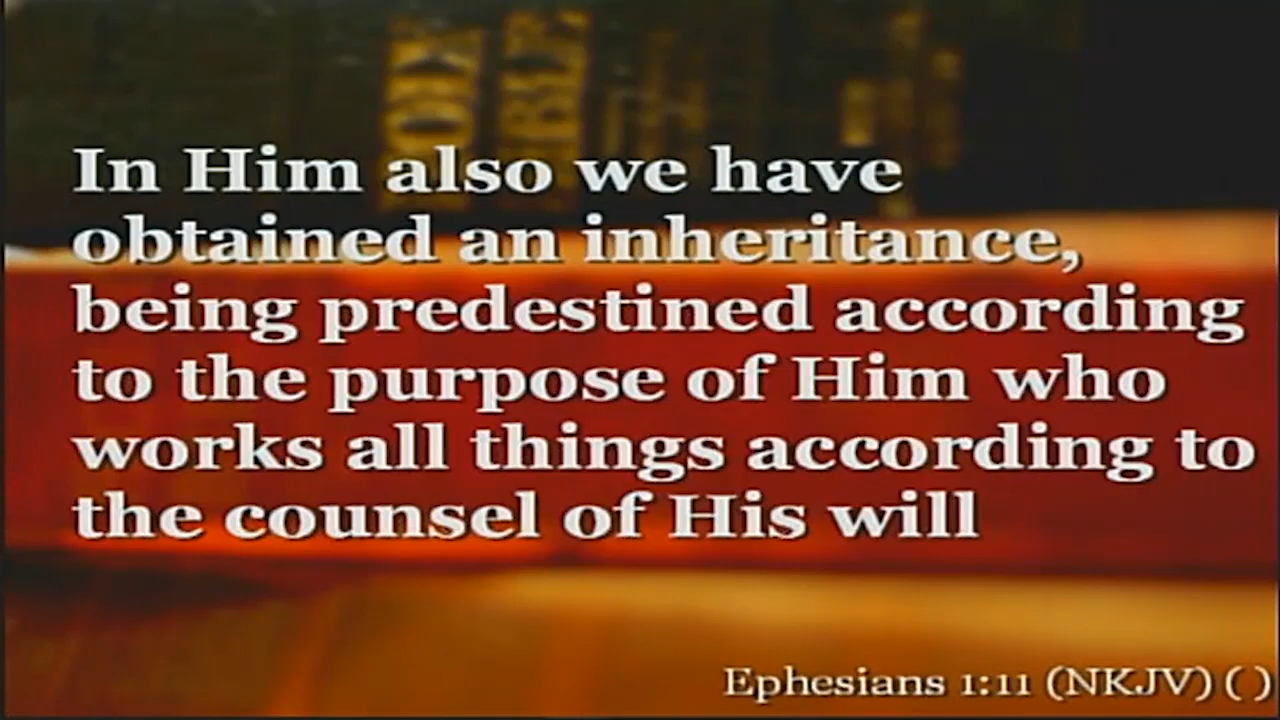 In Him also we have
obtained an inheritance,
being predestined according
to the purpose of Him who
works all things according to
the counsel of His will
Ephesians 1:11 (NKJV) ( )